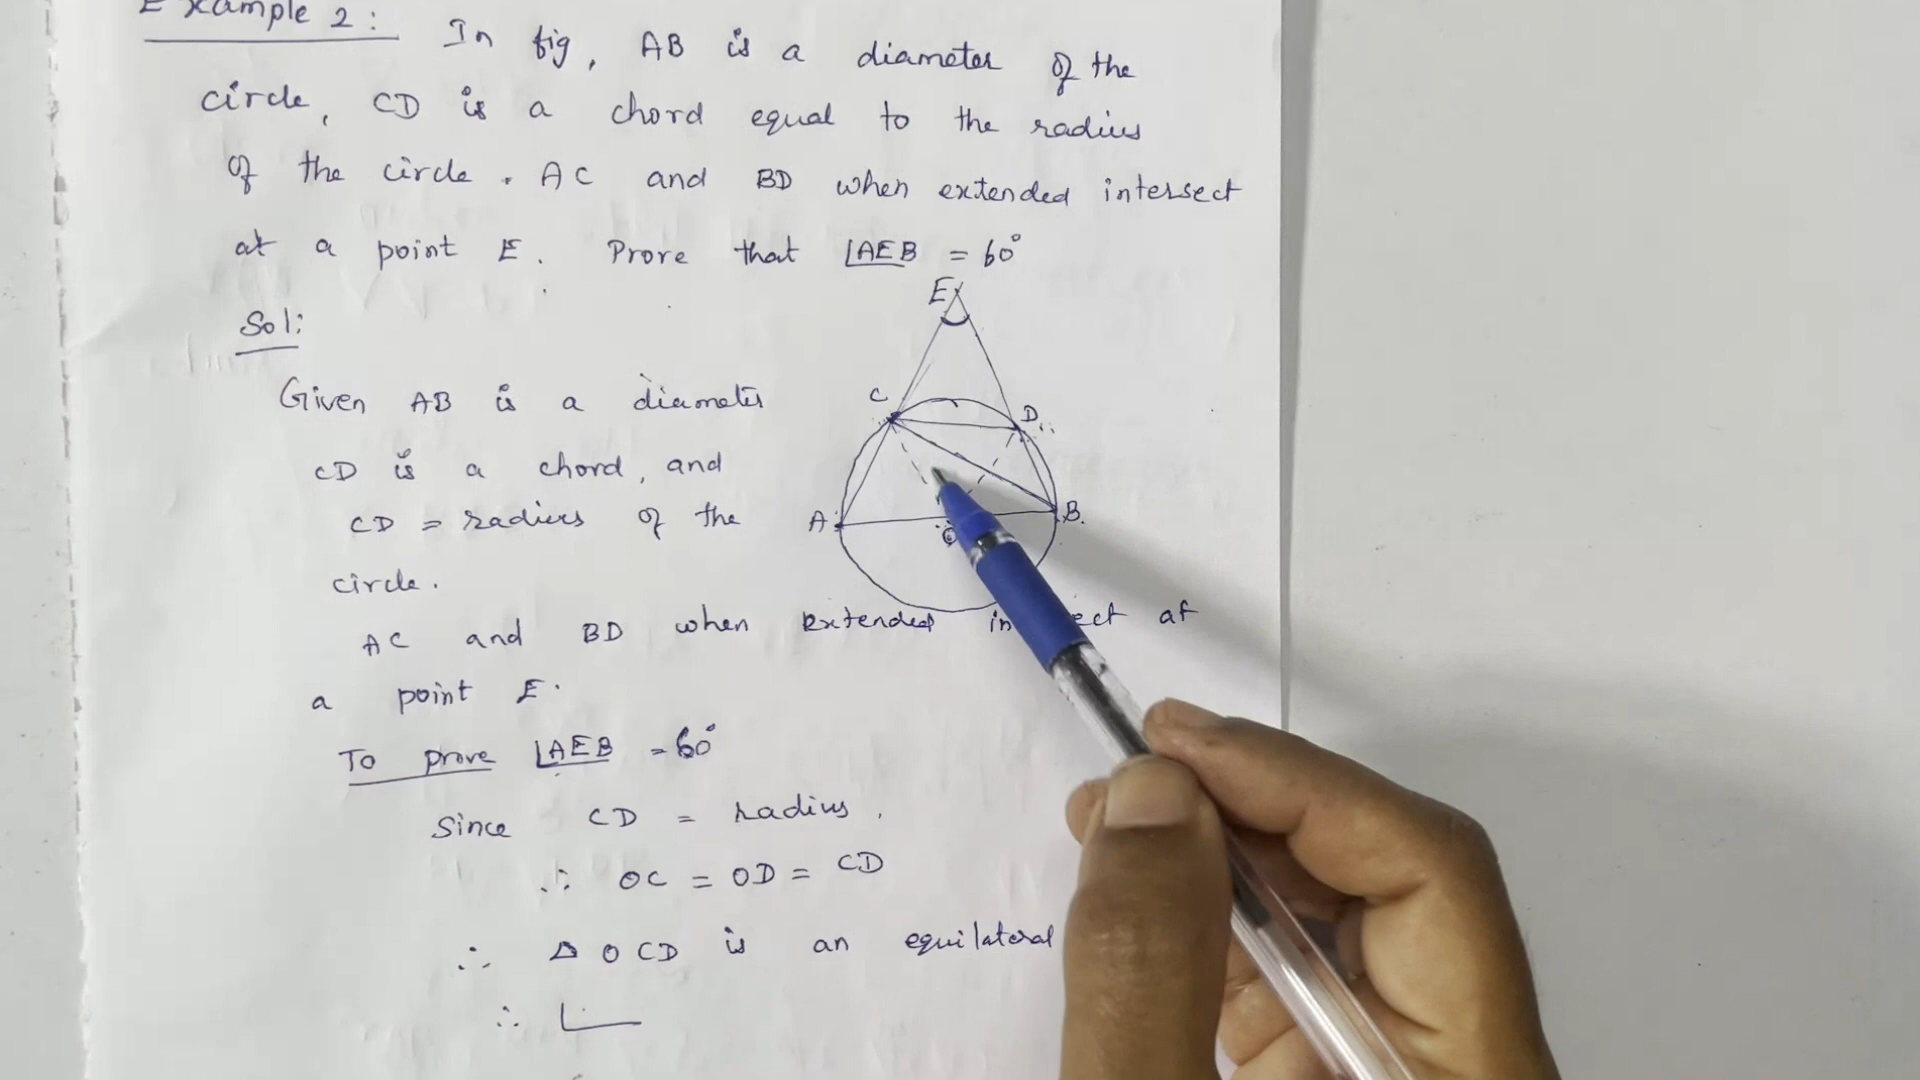 Example 2: In fig, AB is a diameter of the
circle, CD is a chord equal to the radius
of the circle. AC and BD when extended intersect
at a point E. Prove that ∠AEB = 60°
Sol:
E
C
D
A
B
O
Given AB is a diameter
CD is a chord, and
CD = radius of the
circle.
AC and BD when extended at
a point E.
To prove ∠AEB = 60°
Since CD = radius.
∴ OC = OD = CD
∴ Δ OCD is an equilateral
∴ ∠